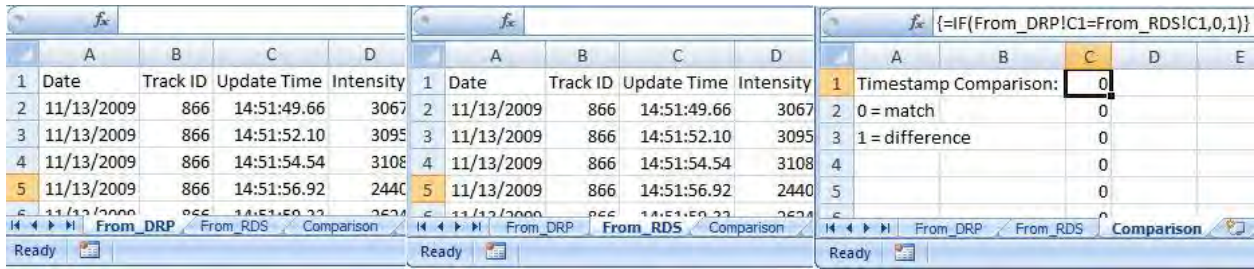 fx
A B C D
1 Date Track ID Update Time Intensity
2 11/13/2009 866 14:51:49.66 3067
3 11/13/2009 866 14:51:52.10 3095
4 11/13/2009 866 14:51:54.54 3108
5 11/13/2009 866 14:51:56.92 2440
From_DRP From_RDS Comparison
Ready
fx
A B C D
1 Date Track ID Update Time Intensity
2 11/13/2009 866 14:51:49.66 3067
3 11/13/2009 866 14:51:52.10 3095
4 11/13/2009 866 14:51:54.54 3108
5 11/13/2009 866 14:51:56.92 2440
From_DRP From_RDS Comparison
Ready
fx {=IF(From_DRP!C1=From_RDS!C1,0,1)}
A B C D E
1 Timestamp Comparison: 0
2 0 = match 0
3 1 = difference 0
4 0
5 0
From_DRP From_RDS Comparison
Ready